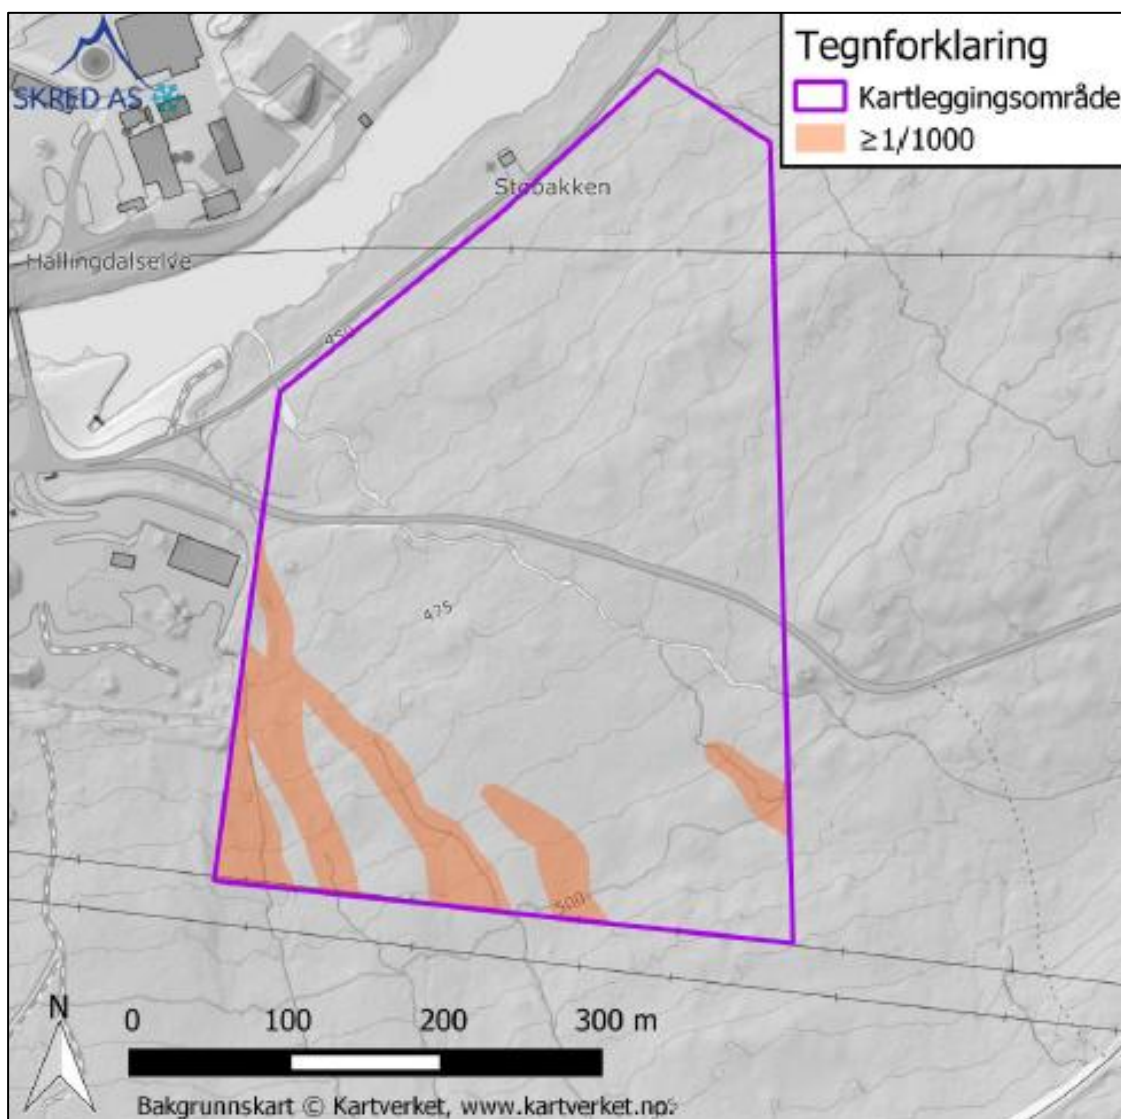 SKRED AS
Tegnforklaring
Kartleggingsområde
≥1/1000
Støbakken
Hallingdalselve
450
475
500
N
0 100 200 300 m
Bakgrunnskart © Kartverket, www.kartverket.no.